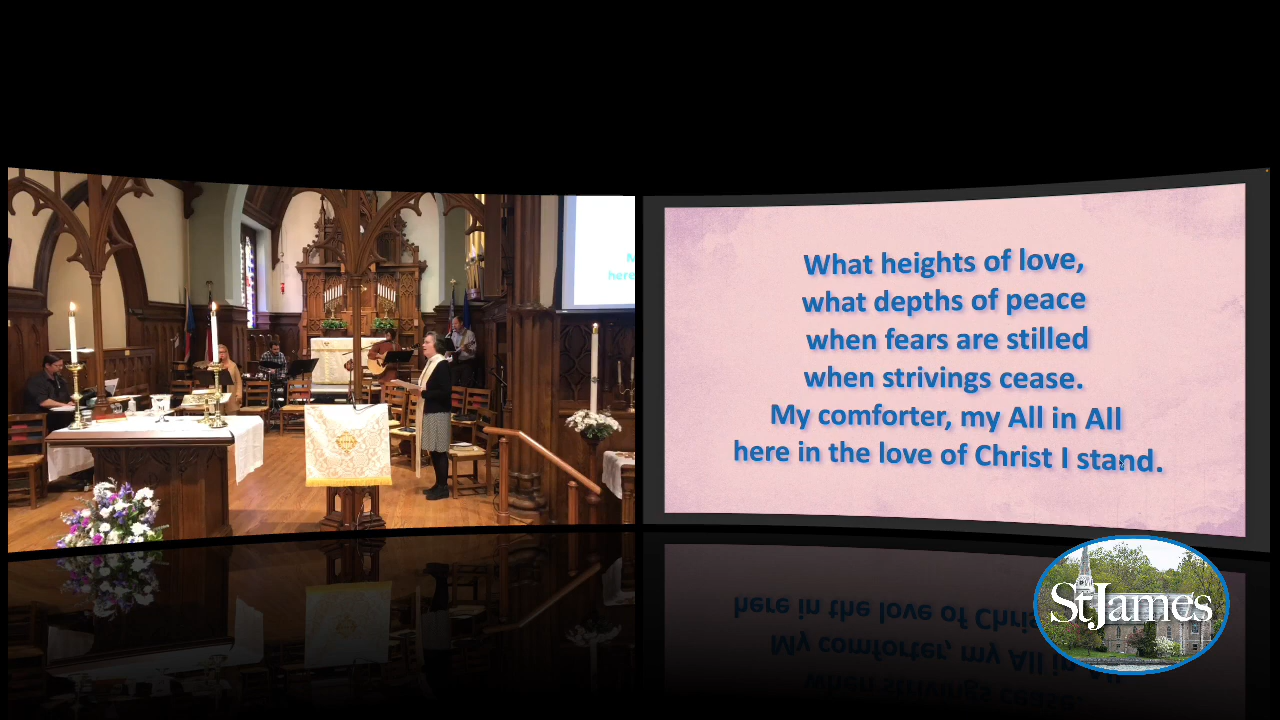 What heights of love,
what depths of peace
when fears are stilled
when strivings cease.
My comforter, my All in All
here in the love of Christ I stand.
M
here
St James